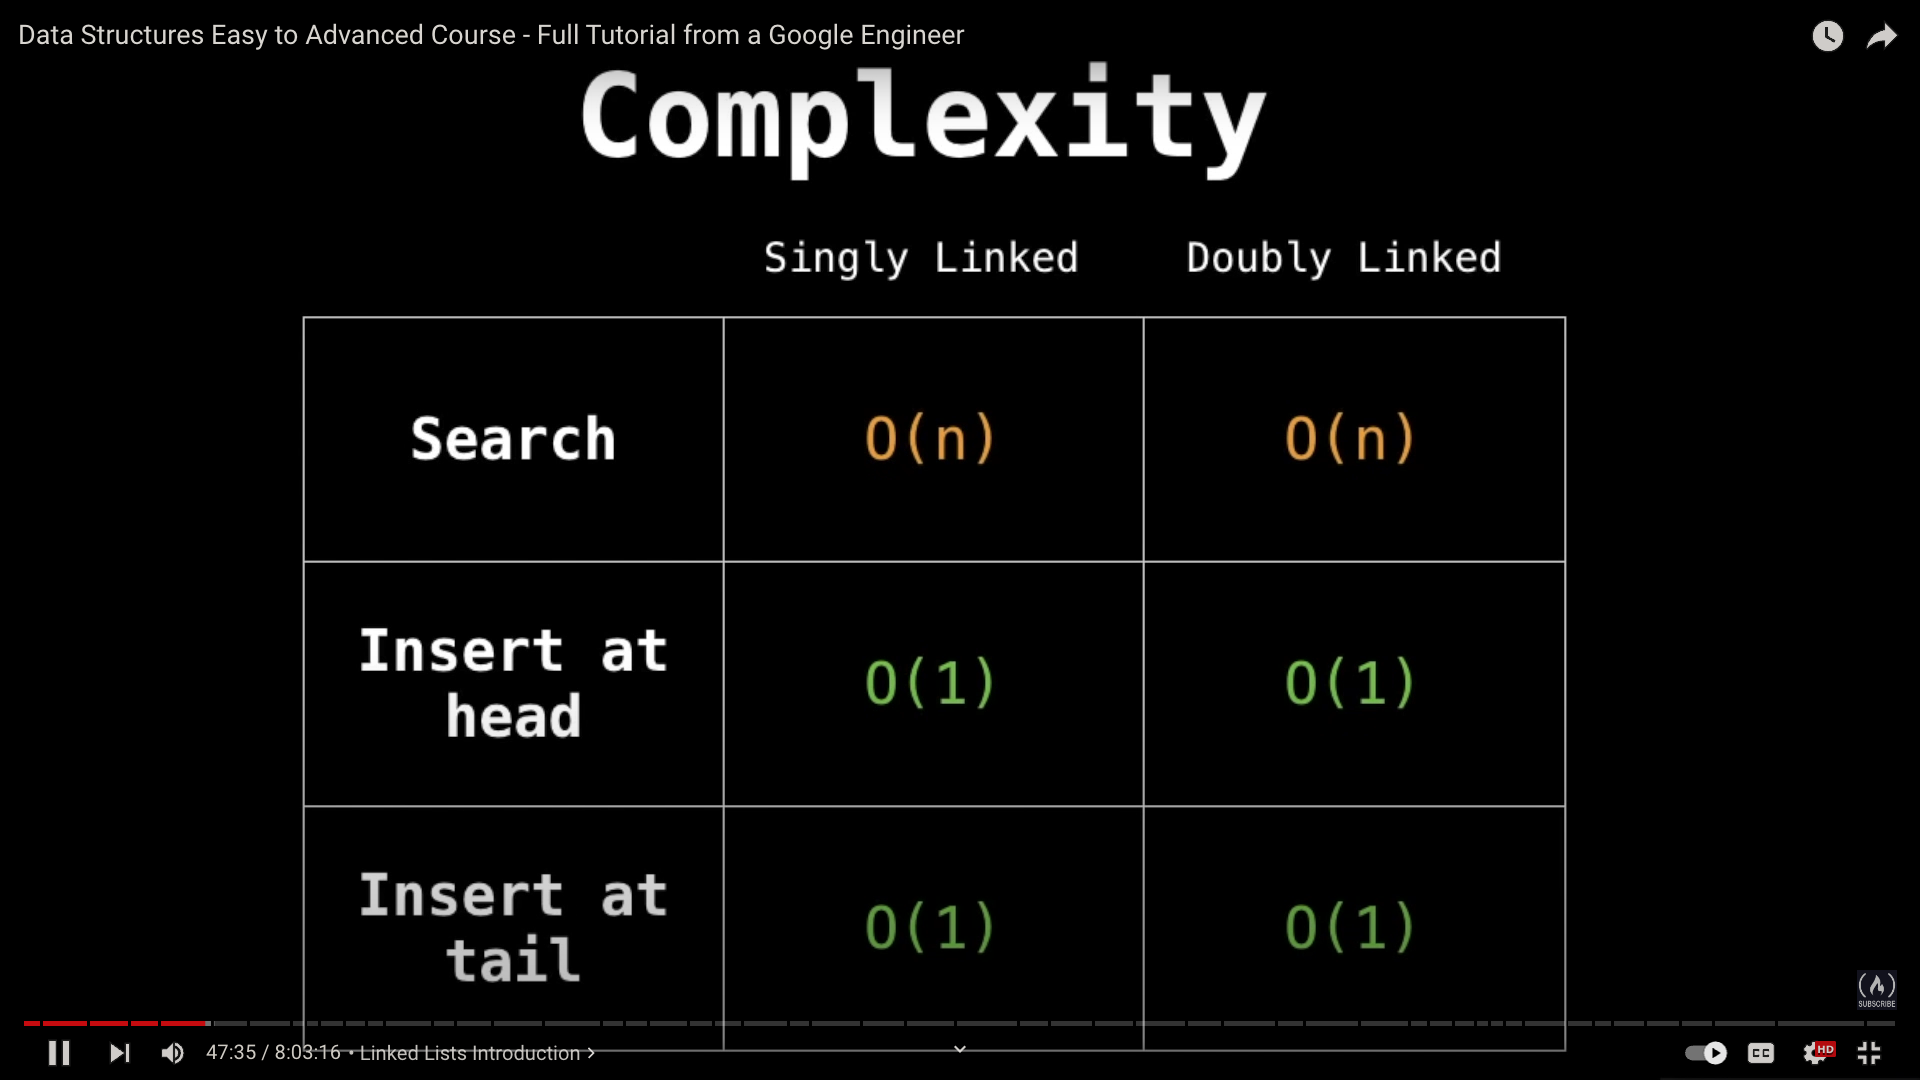 Data Structures Easy to Advanced Course - Full Tutorial from a Google Engineer
Complexity
Singly Linked Doubly Linked
Search O(n) O(n)
Insert at
head O(1) O(1)
Insert at
tail O(1) O(1)
SUBSCRIBE
47:35 / 8:03:16 • Linked Lists Introduction
CC HD